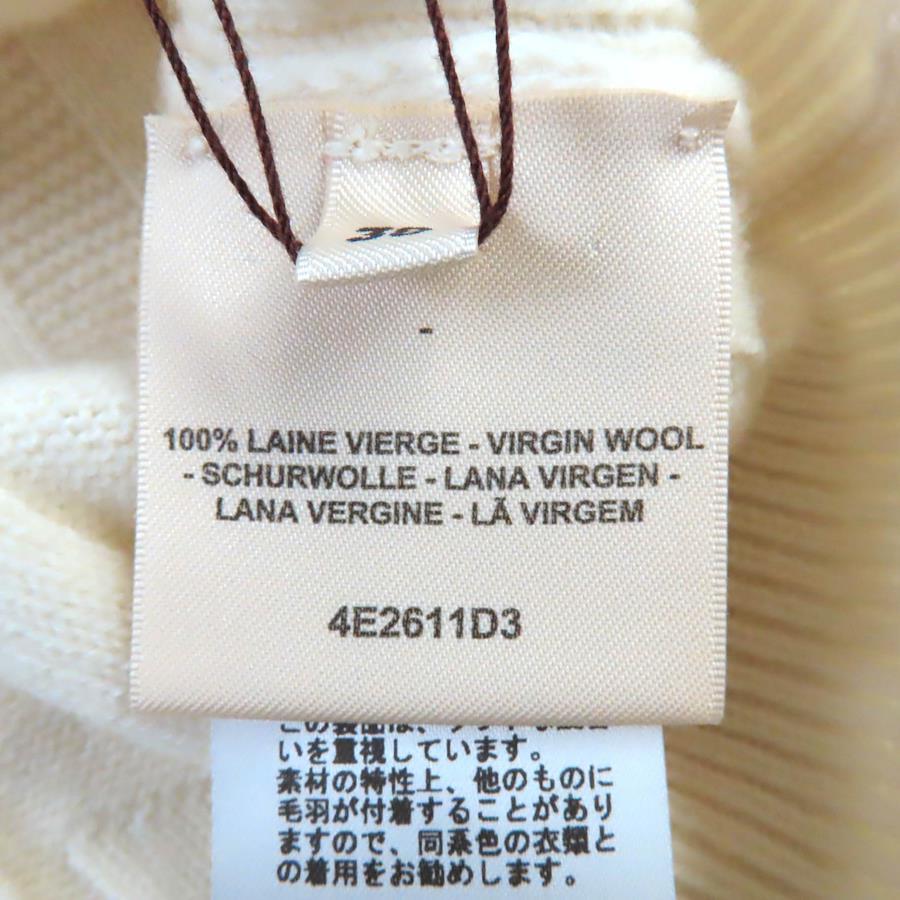 -
100% LAINE VIERGE - VIRGIN WOOL
- SCHURWOLLE - LANA VIRGEN -
LANA VERGINE - LÃ VIRGEM
4E2611D3
いを重視しています。
素材の特性上、他のものに
毛羽が付着することがあり
ますので、同系色の衣類と
の着用をお勧めします。